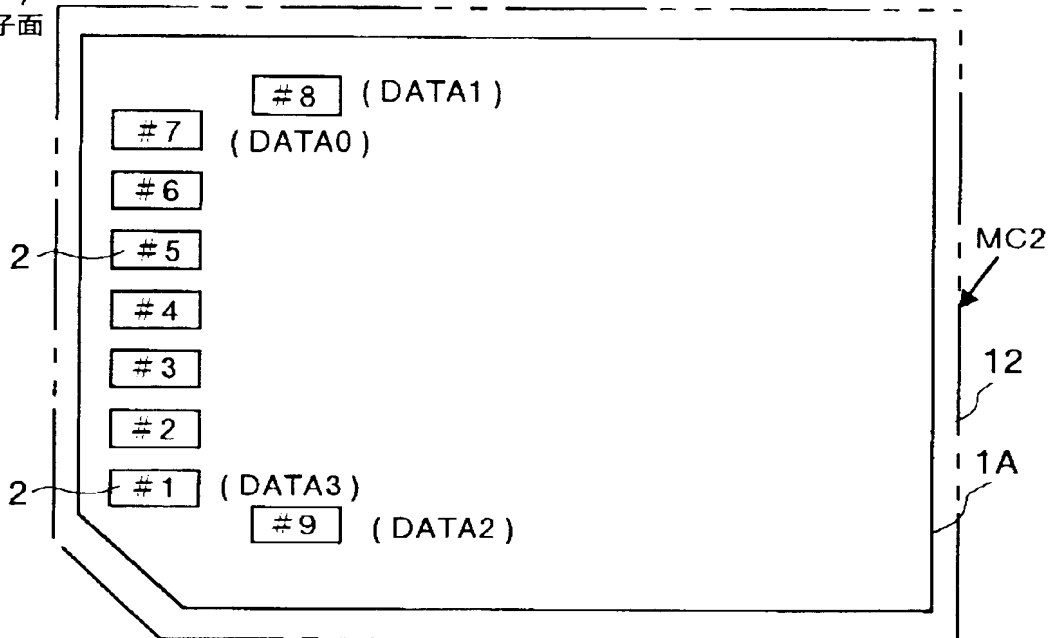 子面
#8 (DATA1)
#7 (DATA0)
#6
2 #5
MC2
#4
12
#3
#2
1A
2 #1 (DATA3)
#9 (DATA2)